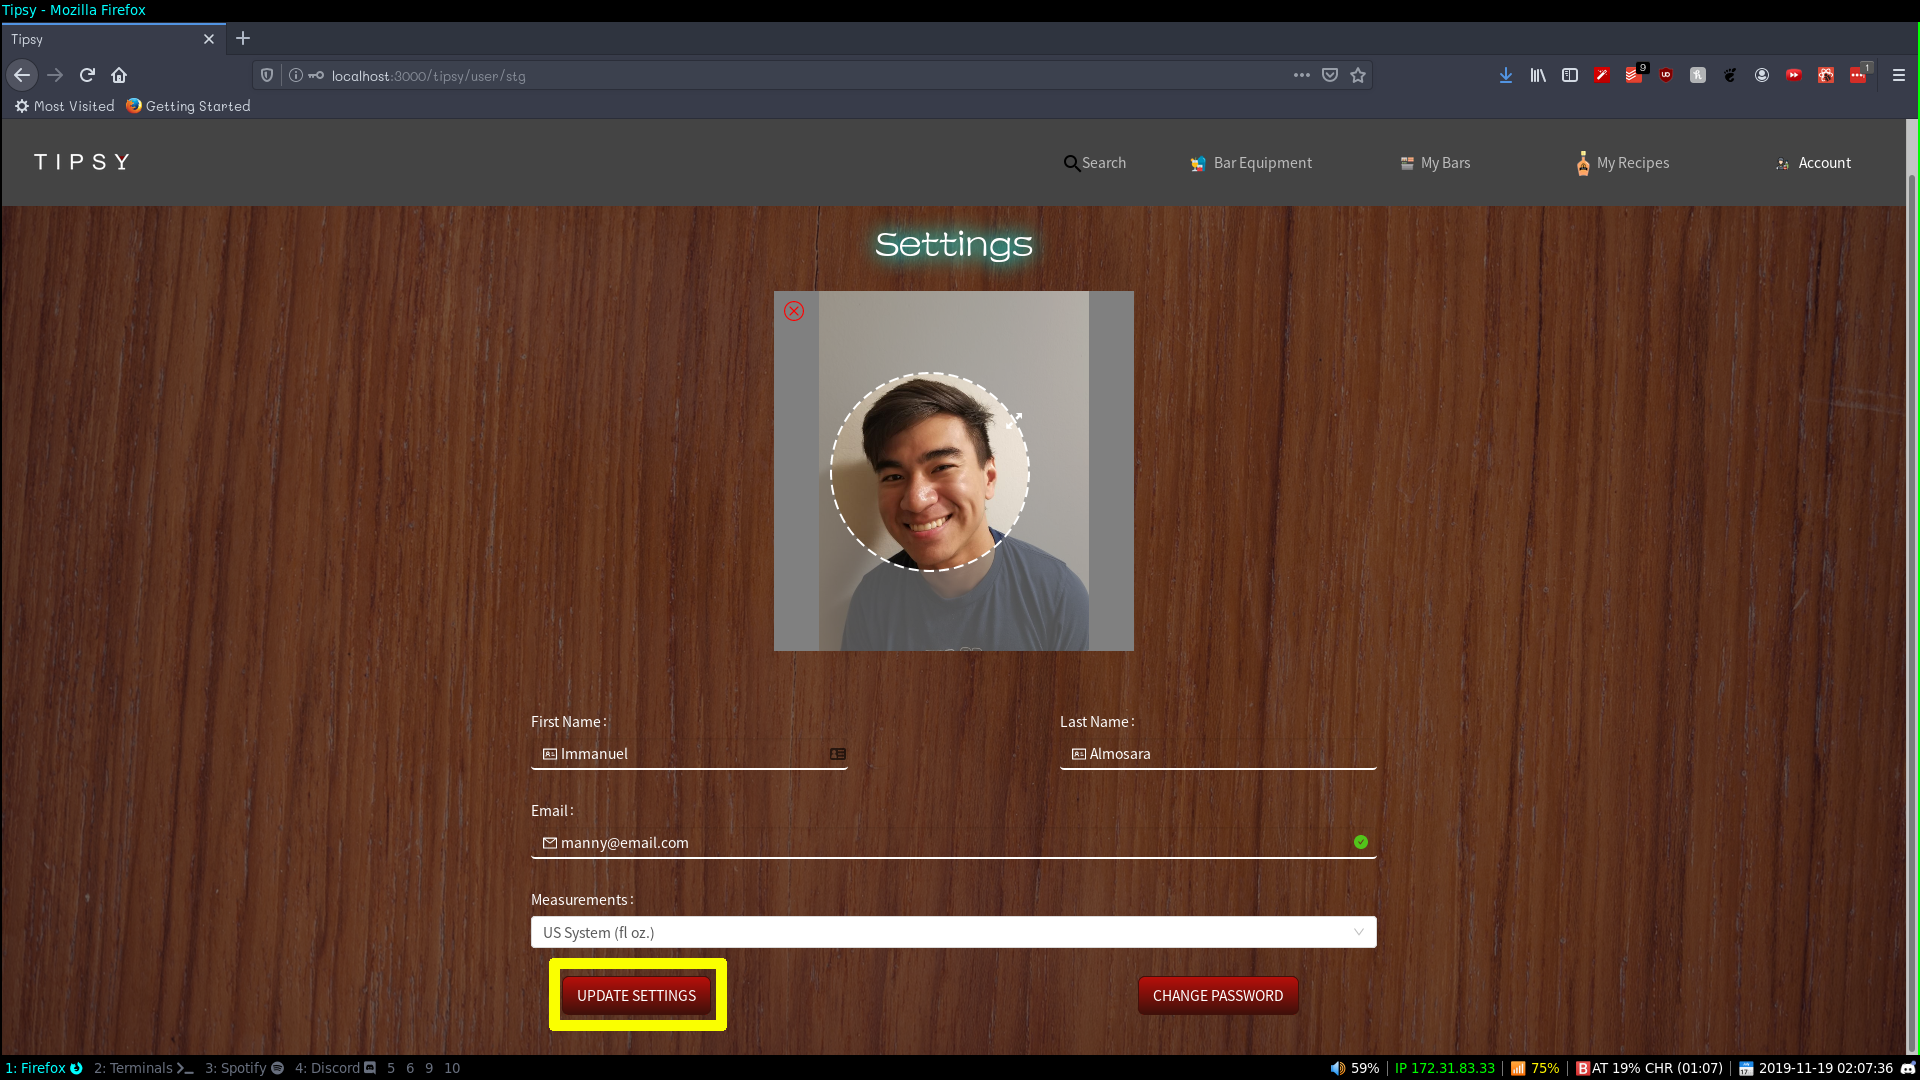 Tipsy - Mozilla Firefox
Tipsy
localhost:3000/tipsy/user/stg
9
1
Most Visited Getting Started
TIPSY Search Bar Equipment My Bars My Recipes Account
Settings
First Name : Last Name :
Immanuel Almosara
Email :
manny@email.com
Measurements :
US System (fl oz.)
UPDATE SETTINGS CHANGE PASSWORD
1: Firefox 2: Terminals 3: Spotify 4: Discord 5 6 9 10 59% IP 172.31.83.33 75% BAT 19% CHR (01:07) 2019-11-19 02:07:36